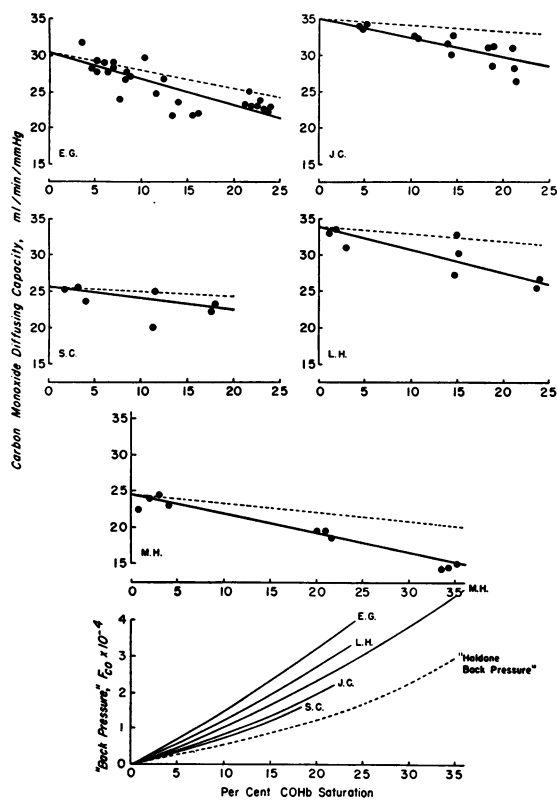 Carbon Monoxide Diffusing Capacity, ml/min/mmHg
35
30
25
20
15
E.G.
0 5 10 15 20 25
35
30
25
20
15
J.C.
0 5 10 15 20 25
35
30
25
20
15
S.C.
0 5 10 15 20 25
35
30
25
20
15
L.H.
0 5 10 15 20 25
35
30
25
20
15
M.H.
0 5 10 15 20 25 30 35
"Back Pressure," FCO x 10-4
4
3
2
1
0
M.H.
E.G.
L.H.
J.C.
S.C.
"Haldane
Back Pressure"
0 5 10 15 20 25 30 35
Per Cent COHb Saturation